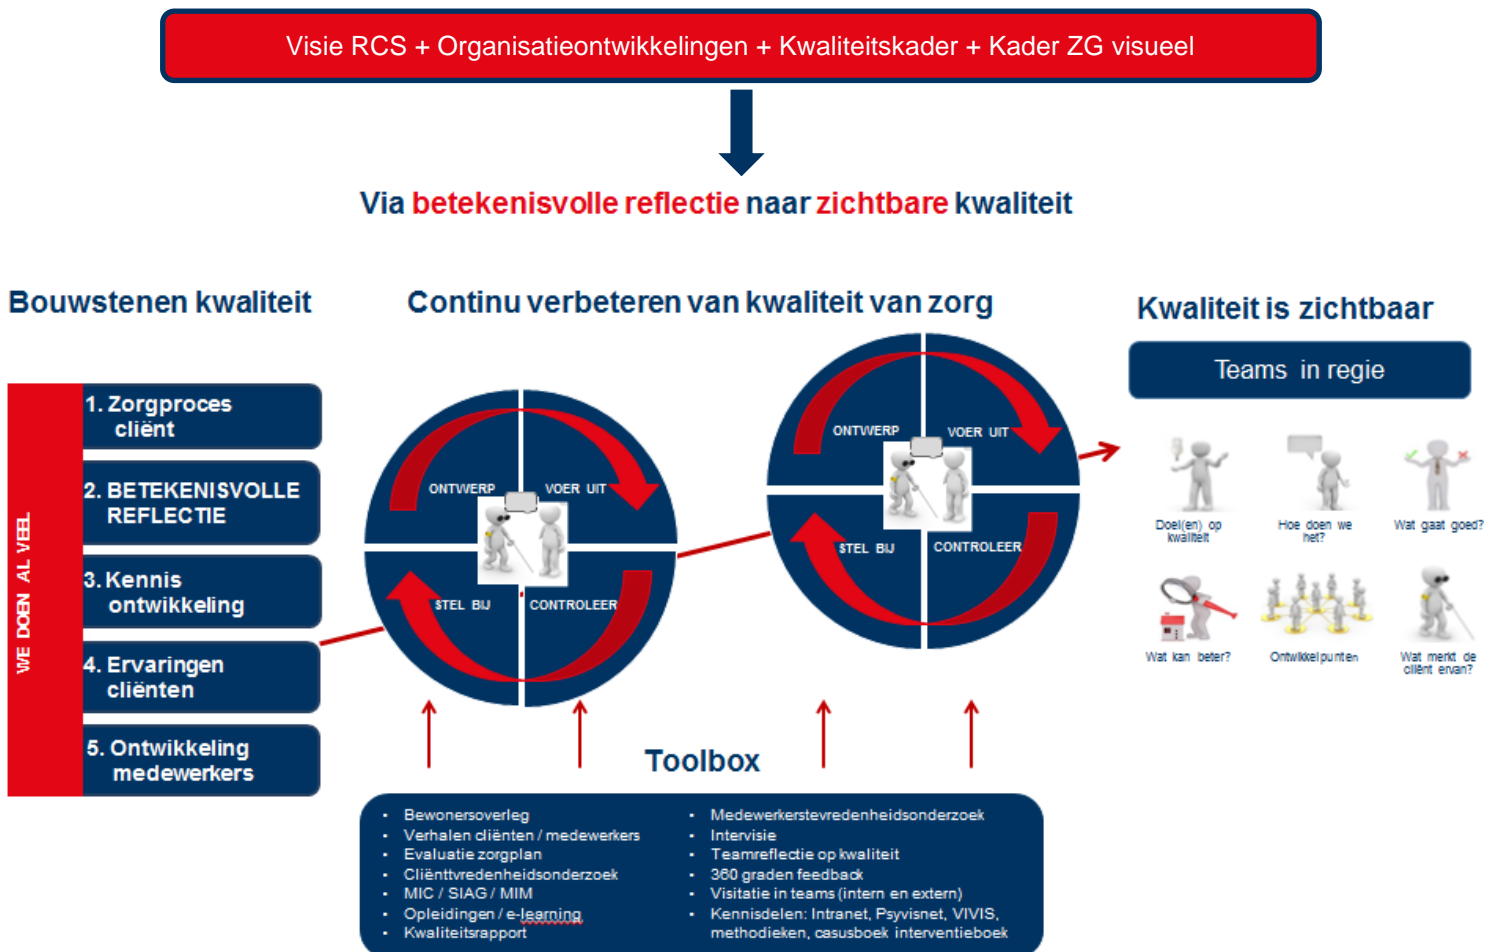 Visie RCS + Organisatieontwikkelingen + Kwaliteitskader + Kader ZG visueel
Via betekenisvolle reflectie naar zichtbare kwaliteit
Bouwstenen kwaliteit
WE DOEN AL VEEL
1. Zorgproces
cliënt
2. BETEKENISVOLLE
REFLECTIE
3. Kennis
ontwikkeling
4. Ervaringen
cliënten
5. Ontwikkeling
medewerkers
Continu verbeteren van kwaliteit van zorg
ONTWERP
VOER UIT
STEL BIJ
CONTROLEER
ONTWERP
VOER UIT
STEL BIJ
CONTROLEER
Kwaliteit is zichtbaar
Teams in regie
Doel(en) op
kwaliteit
Hoe doen we
het?
Wat gaat goed?
Wat kan beter?
Ontwikkelpunten
Wat merkt de
cliënt ervan?
Toolbox
• Bewonersoverleg
• Verhalen cliënten / medewerkers
• Evaluatie zorgplan
• Cliënttvredenheidsonderzoek
• MIC / SIAG / MIM
• Opleidingen / e-learning
• Kwaliteitsrapport
• Medewerkerstevredenheidsonderzoek
• Intervisie
• Teamreflectie op kwaliteit
• 360 graden feedback
• Visitatie in teams (intern en extern)
• Kennisdelen: Intranet, Psyvisnet, VIVIS,
methodieken, casusboek interventieboek